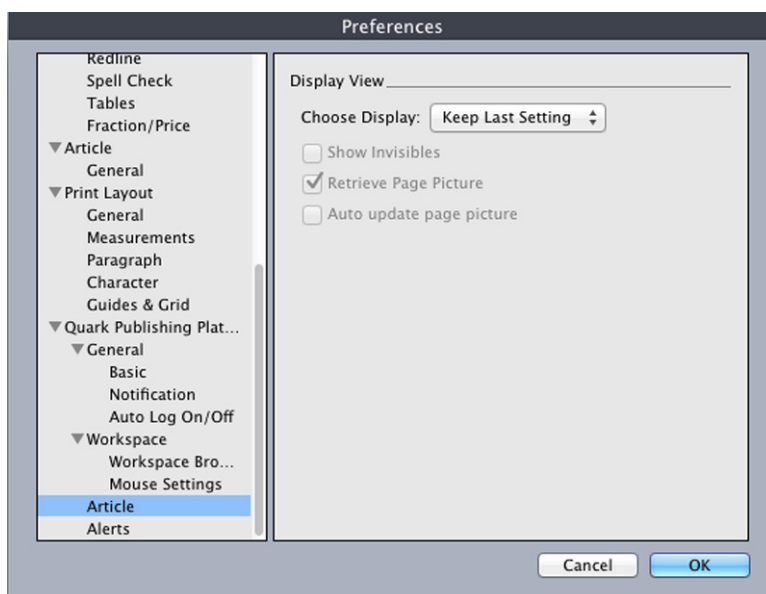 Preferences
Redline
Spell Check
Tables
Fraction/Price
Article
General
Print Layout
General
Measurements
Paragraph
Character
Guides & Grid
Quark Publishing Plat...
General
Basic
Notification
Auto Log On/Off
Workspace
Workspace Bro...
Mouse Settings
Article
Alerts
Display View
Choose Display: Keep Last Setting
Show Invisibles
Retrieve Page Picture
Auto update page picture
Cancel OK